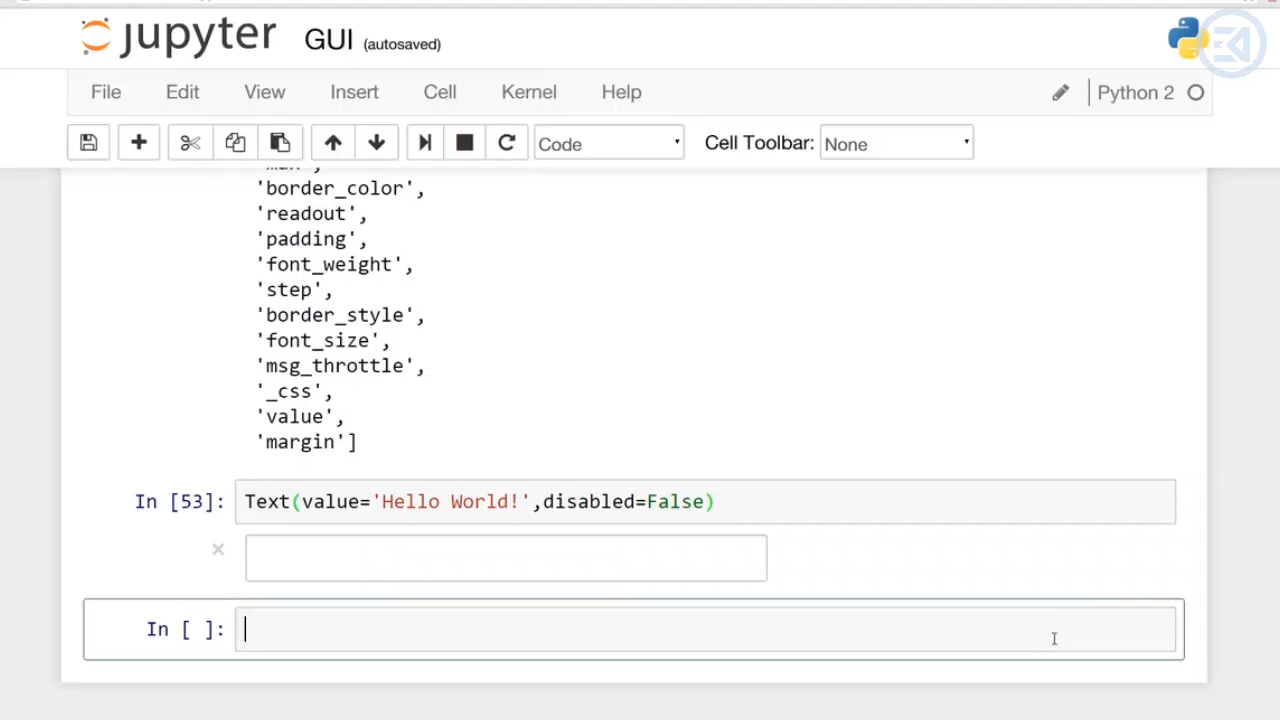 jupyter GUI (autosaved)
File Edit View Insert Cell Kernel Help Python 2
Code Cell Toolbar: None
'border_color',
'readout',
'padding',
'font_weight',
'step',
'border_style',
'font_size',
'msg_throttle',
'_css',
'value',
'margin']
In [53]: Text(value='Hello World!',disabled=False)
In [ ]: